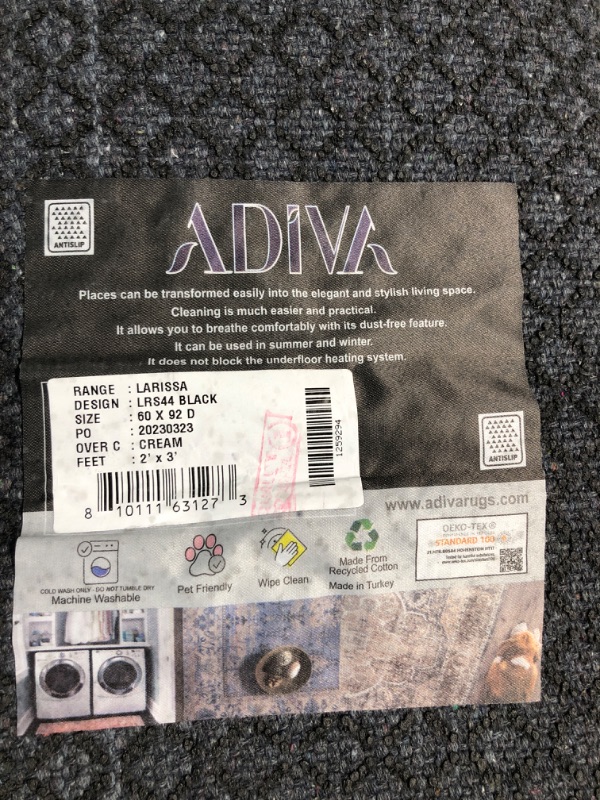 ANTISLIP
ADIVA
Places can be transformed easily into the elegant and stylish living space.
Cleaning is much easier and practical.
It allows you to breathe comfortably with its dust-free feature.
It can be used in summer and winter.
It does not block the underfloor heating system.
RANGE : LARISSA
DESIGN : LRS44 BLACK
SIZE : 60 X 92 D
PO : 20230323
OVER C : CREAM
FEET : 2' x 3'
8 10111 63127 3
1259294
ANTISLIP
www.adivarugs.com
OEKO-TEX ®
STANDARD 100
COLD WASH ONLY - DO NOT TUMBLE DRY
Machine Washable
Pet Friendly
Wipe Clean
Made From
Recycled Cotton
Made in Turkey